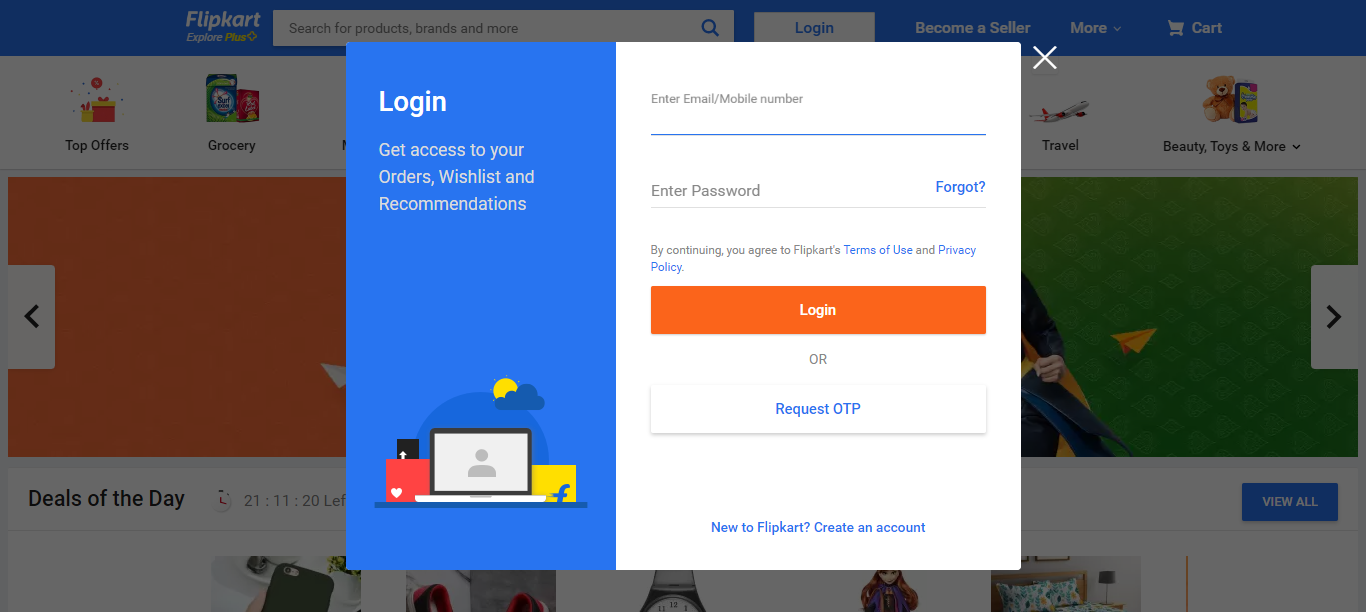 Flipkart
Explore Plus
Search for products, brands and more
Login
Become a Seller
More
Cart
Top Offers
Grocery
Travel
Beauty, Toys & More
Login
Get access to your
Orders, Wishlist and
Recommendations
Enter Email/Mobile number
Enter Password
Forgot?
By continuing, you agree to Flipkart's Terms of Use and Privacy
Policy.
Login
OR
Request OTP
New to Flipkart? Create an account
Deals of the Day
21 : 11 : 20 Lef
VIEW ALL